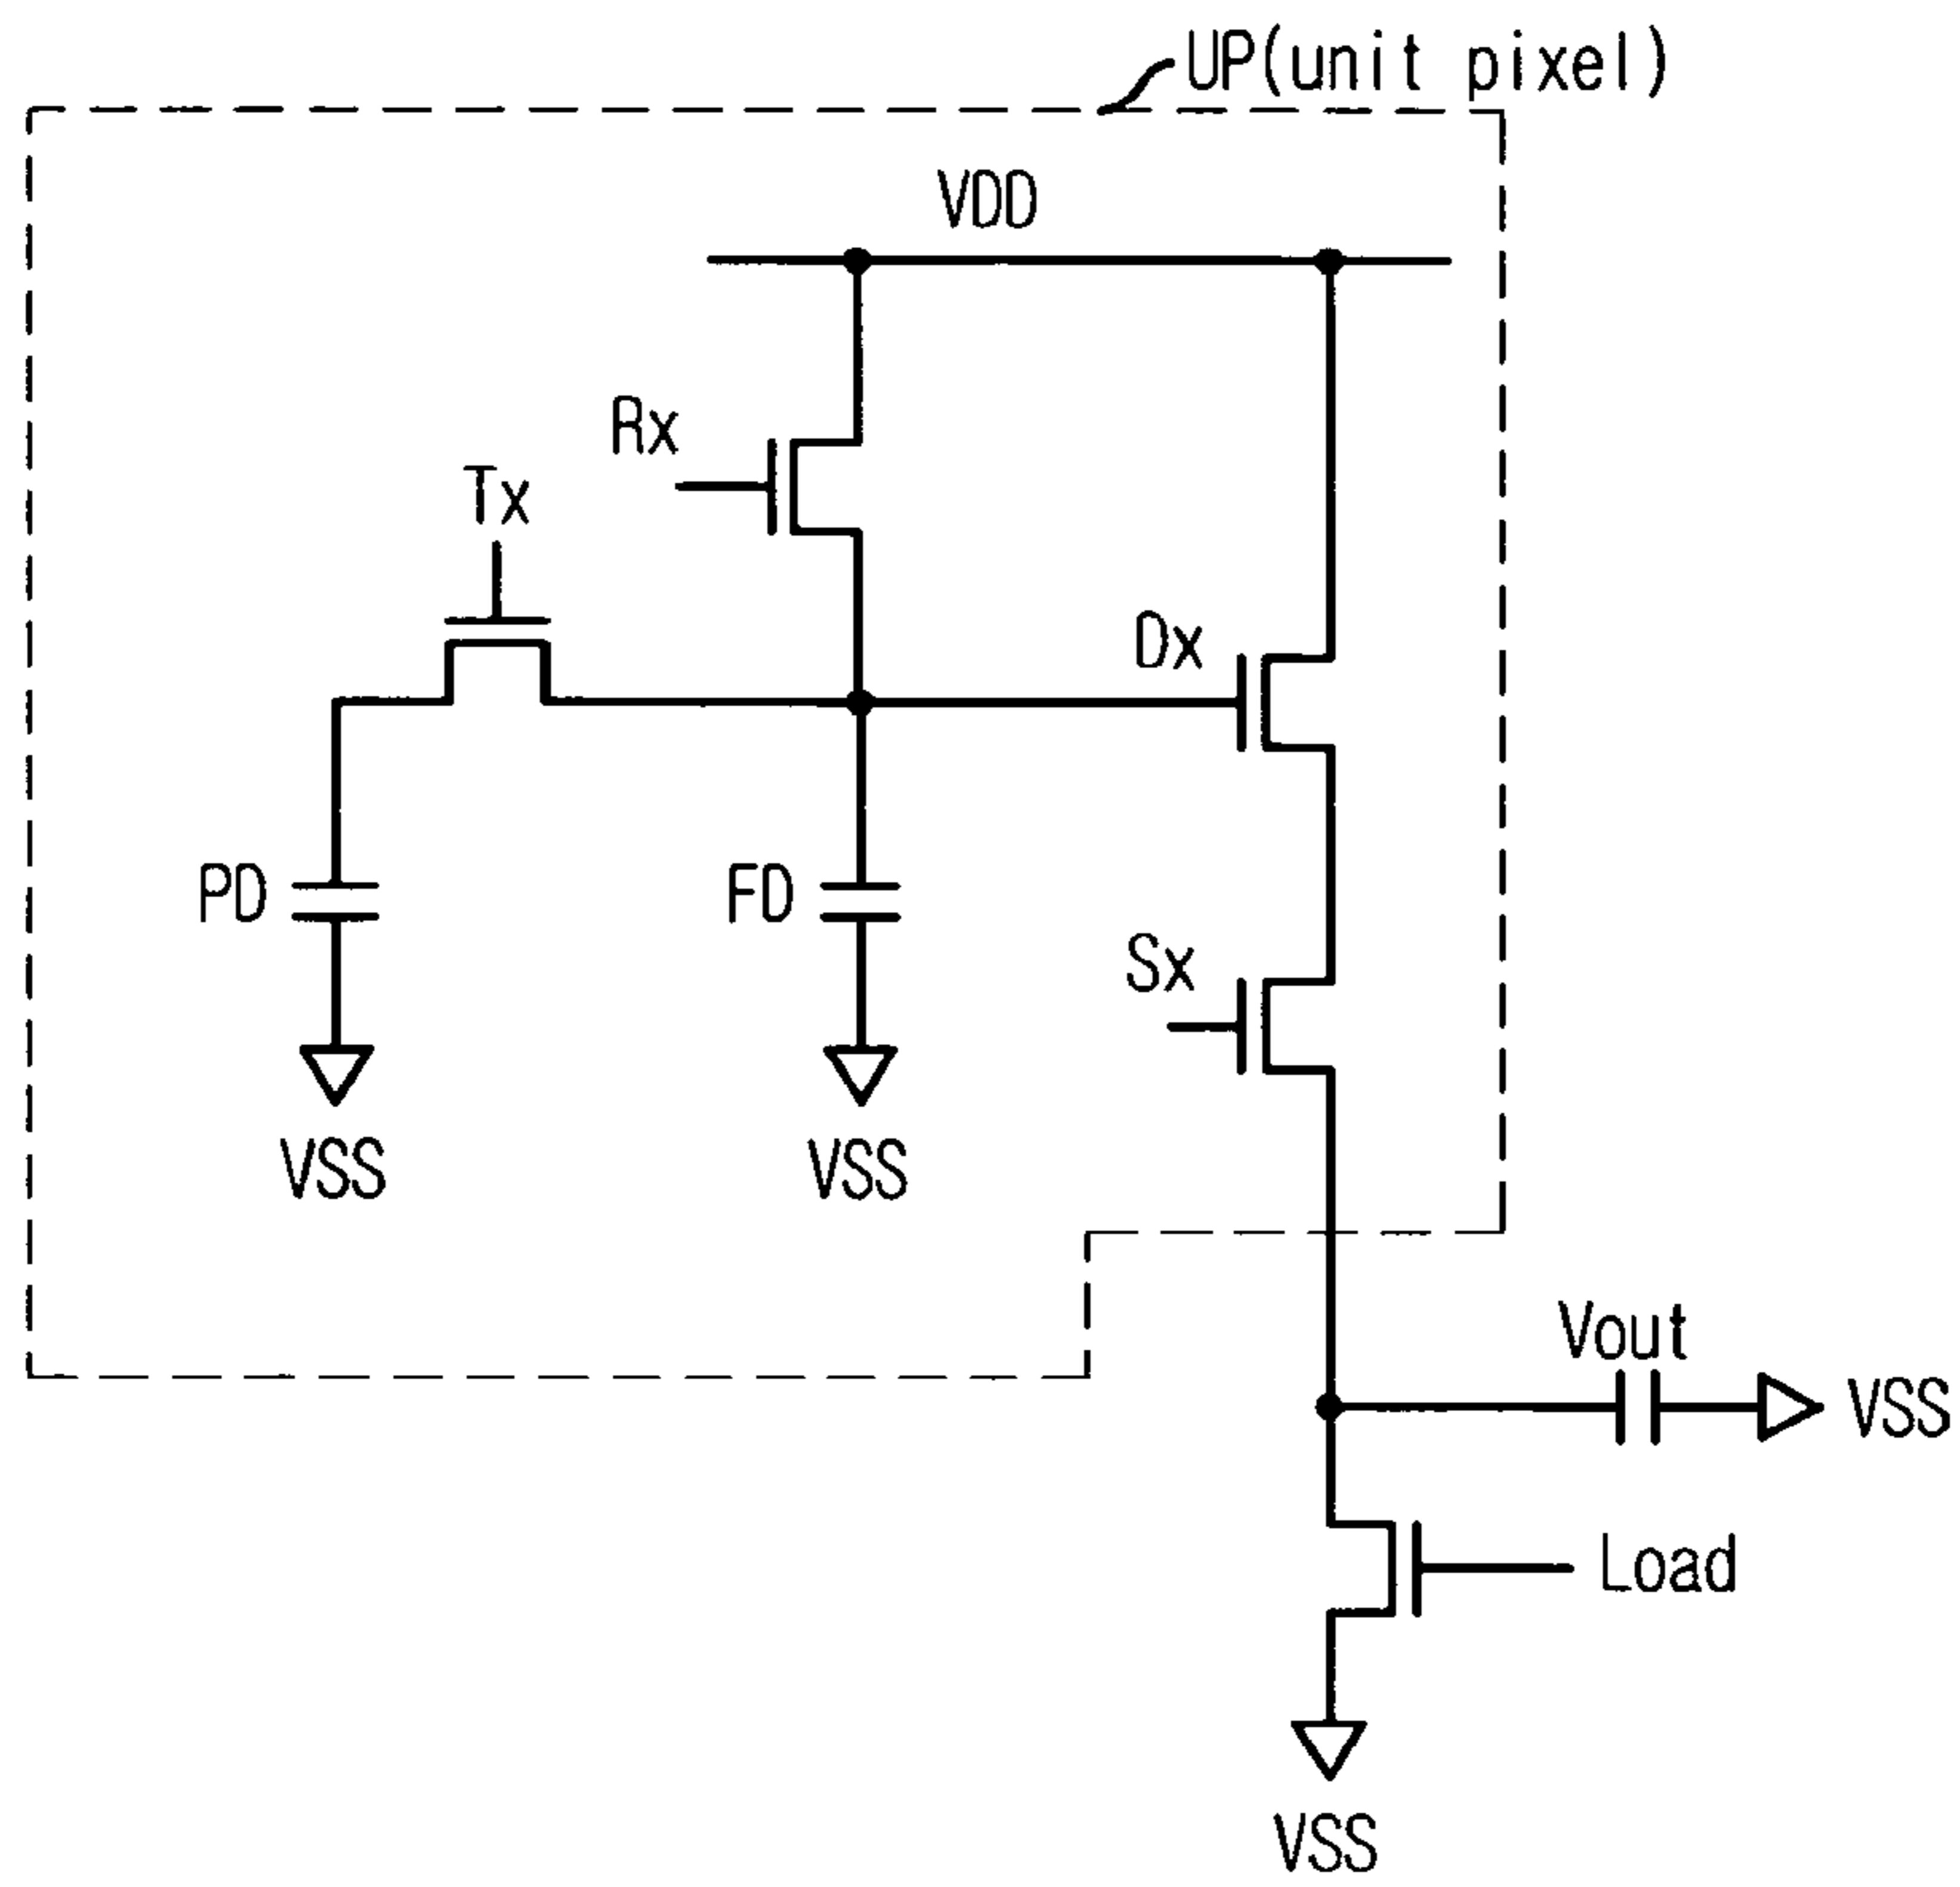 UP(unit pixel)
VDD
Rx
Tx
Dx
PD
FD
Sx
VSS
VSS
Vout
VSS
Load
VSS